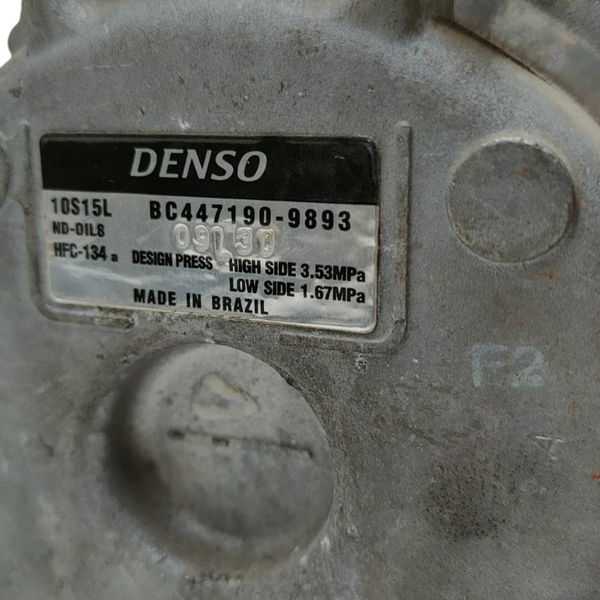 DENSO
10S15L BC447190-9893
ND-OIL8
HFC-134a DESIGN PRESS HIGH SIDE 3.53MPa
LOW SIDE 1.67MPa
MADE IN BRAZIL
F2